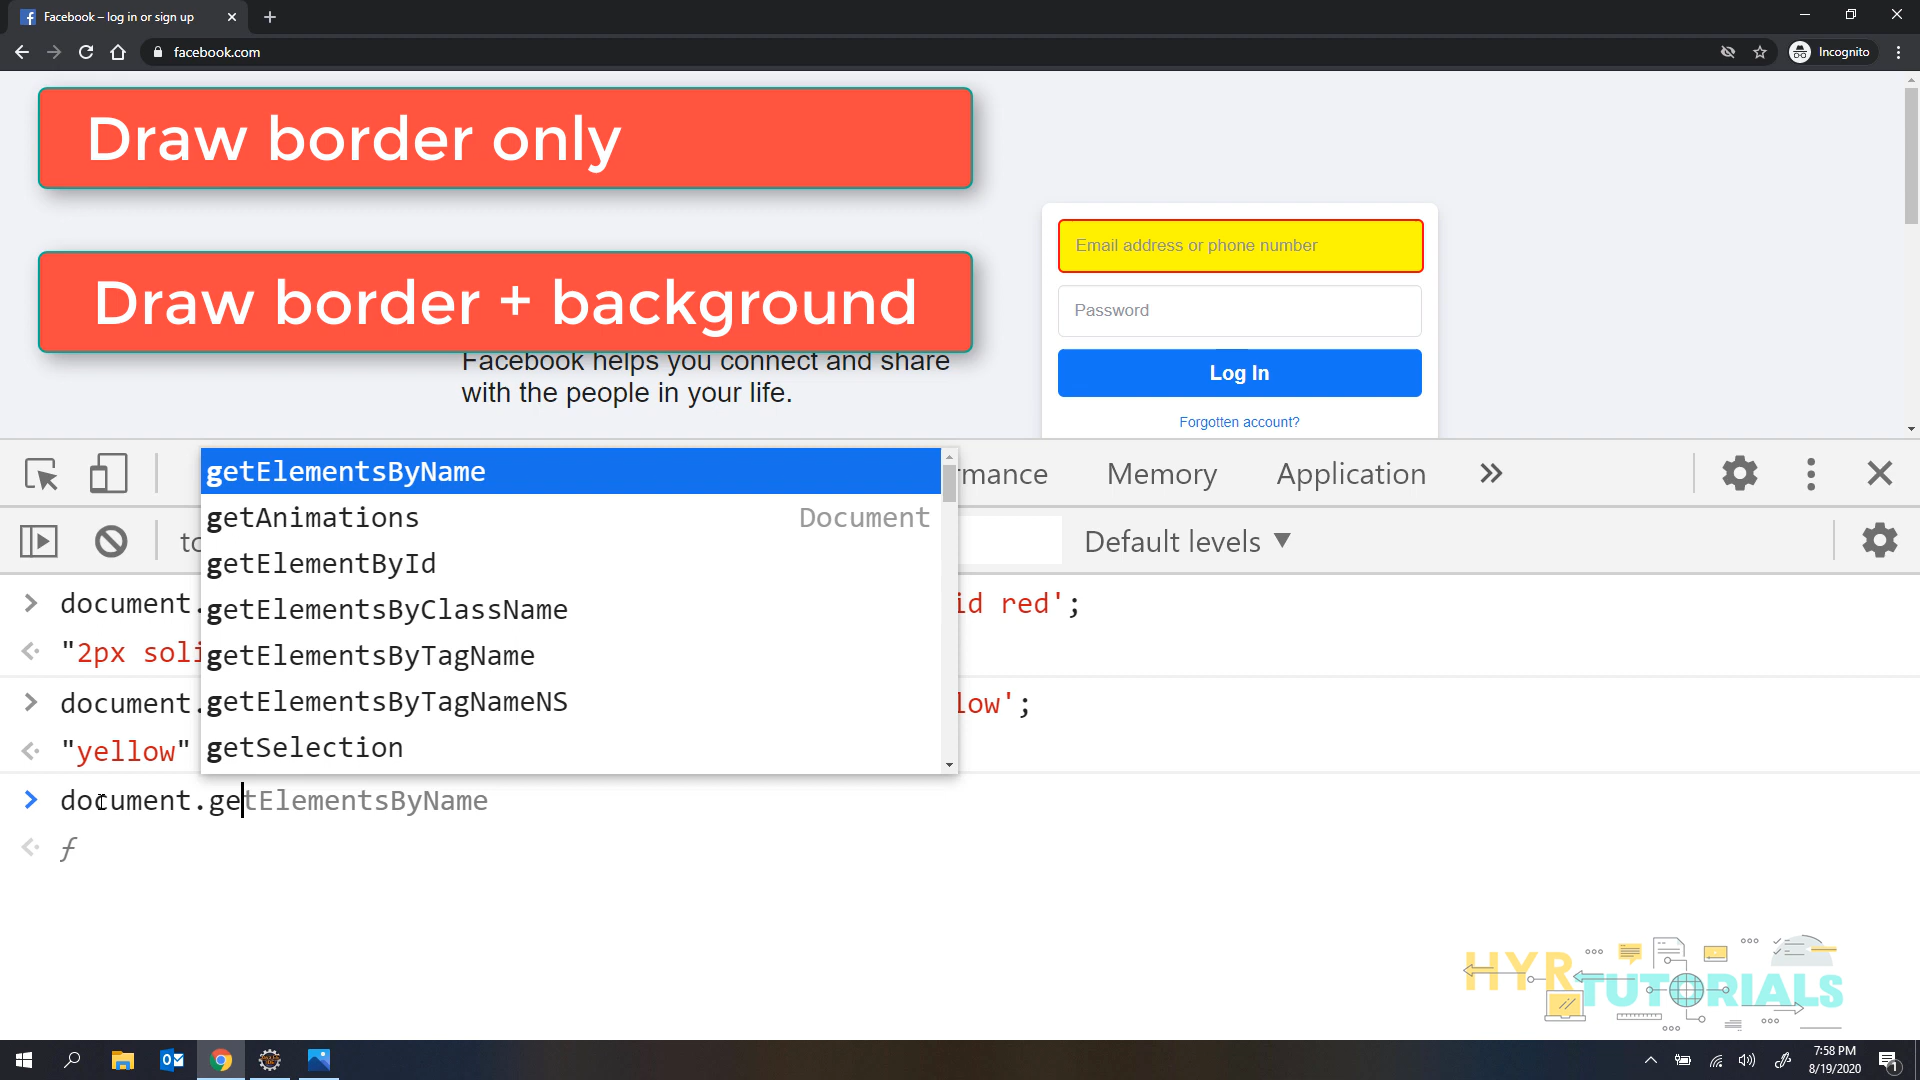 Facebook – log in or sign up
facebook.com
Incognito
Draw border only
Draw border + background
Facebook helps you connect and share
with the people in your life.
Email address or phone number
Password
Log In
Forgotten account?
mance
Memory
Application
Default levels
getElementsByName
getAnimations Document
getElementById
getElementsByClassName
getElementsByTagName
getElementsByTagNameNS
getSelection
document. id red';
"2px soli
document. low';
"yellow"
document.getElementsByName
f
HYR
TUTORIALS
7:58 PM
8/19/2020
1